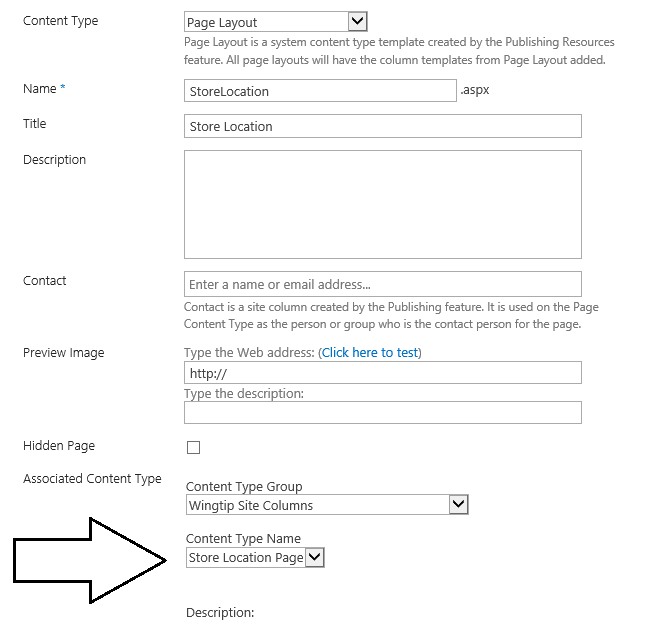 Content Type
Page Layout
Page Layout is a system content type template created by the Publishing Resources
feature. All page layouts will have the column templates from Page Layout added.
Name *
StoreLocation .aspx
Title
Store Location
Description
Contact
Enter a name or email address...
Contact is a site column created by the Publishing feature. It is used on the Page
Content Type as the person or group who is the contact person for the page.
Preview Image
Type the Web address: (Click here to test)
http://
Type the description:
Hidden Page
Associated Content Type
Content Type Group
Wingtip Site Columns
Content Type Name
Store Location Page
Description: